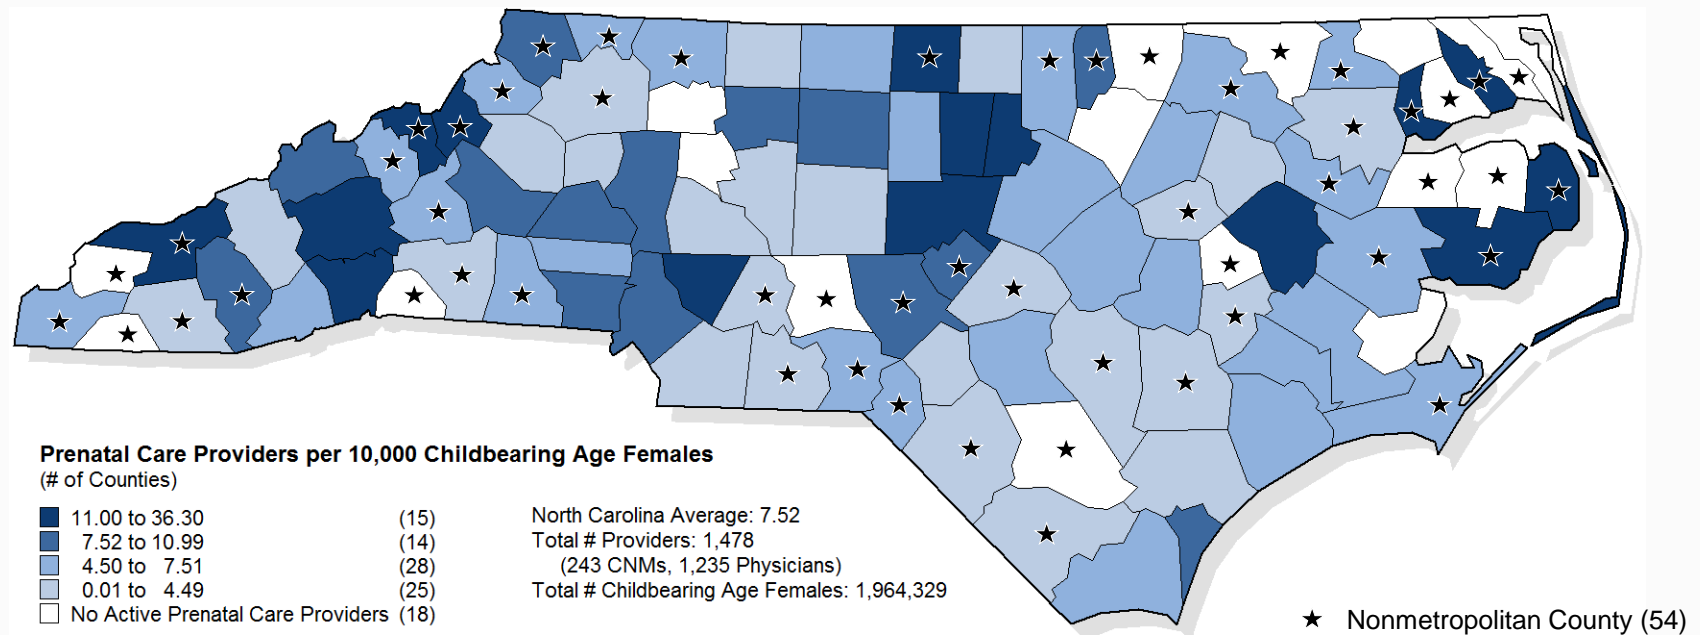 Prenatal Care Providers per 10,000 Childbearing Age Females
(# of Counties)
11.00 to 36.30 (15)
7.52 to 10.99 (14)
4.50 to 7.51 (28)
0.01 to 4.49 (25)
No Active Prenatal Care Providers (18)
North Carolina Average: 7.52
Total # Providers: 1,478
(243 CNMs, 1,235 Physicians)
Total # Childbearing Age Females: 1,964,329
★ Nonmetropolitan County (54)